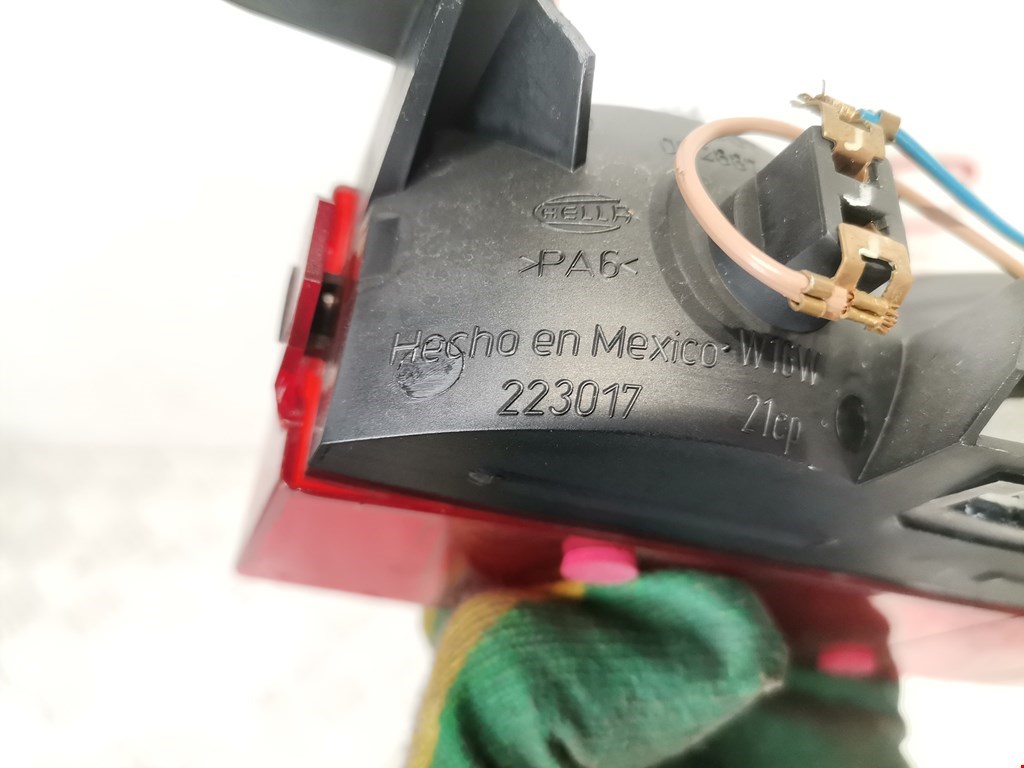 HELLA
>PA6<
Hecho en Mexico W16W
223017 21cp